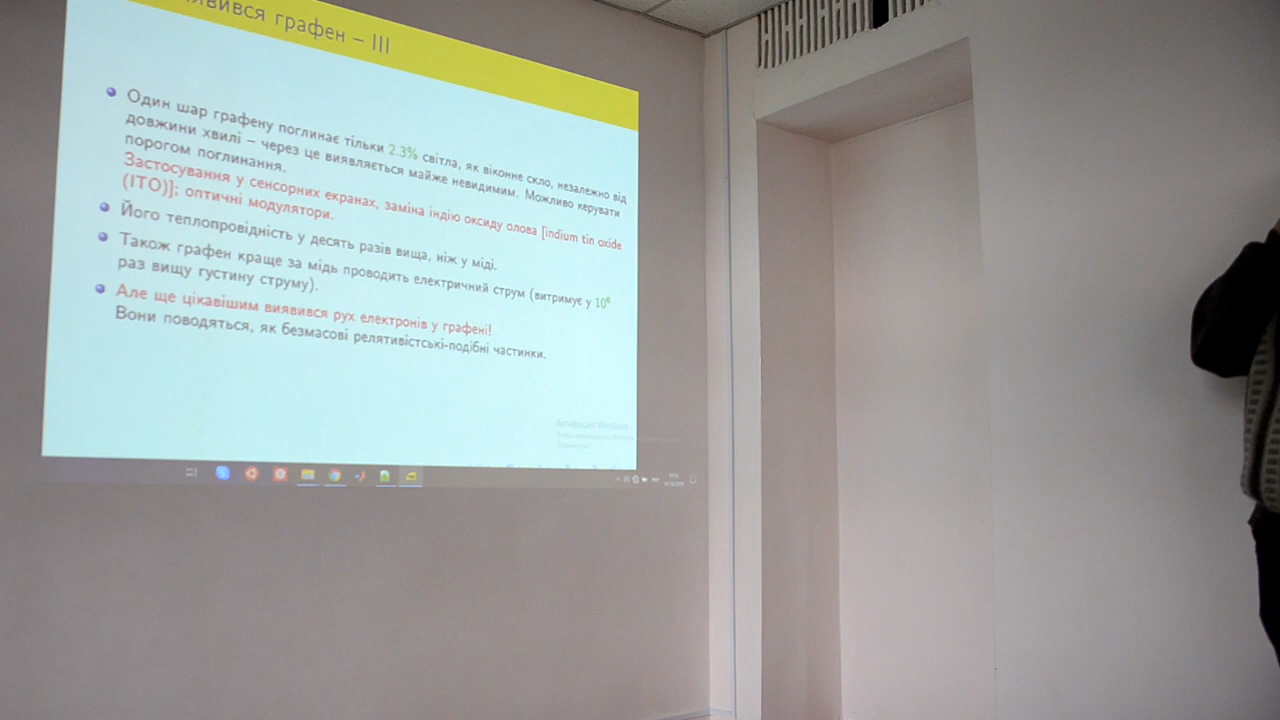 явився графен – III
Один шар графену поглинає тільки 2.3% світла, як віконне скло, незалежно від
довжини хвилі – через це виявляється майже невидимим. Можливо керувати
порогом поглинання.
Застосування у сенсорних екранах, заміна індію оксиду олова [indium tin oxide
(ITO)]; оптичні модулятори.
Його теплопровідність у десять разів вища, ніж у міді.
Також графен краще за мідь проводить електричний струм (витримує у 10⁶
раз вищу густину струму).
Але ще цікавішим виявився рух електронів у графені!
Вони поводяться, як безмасові релятивістські-подібні частинки.
Активация Windows